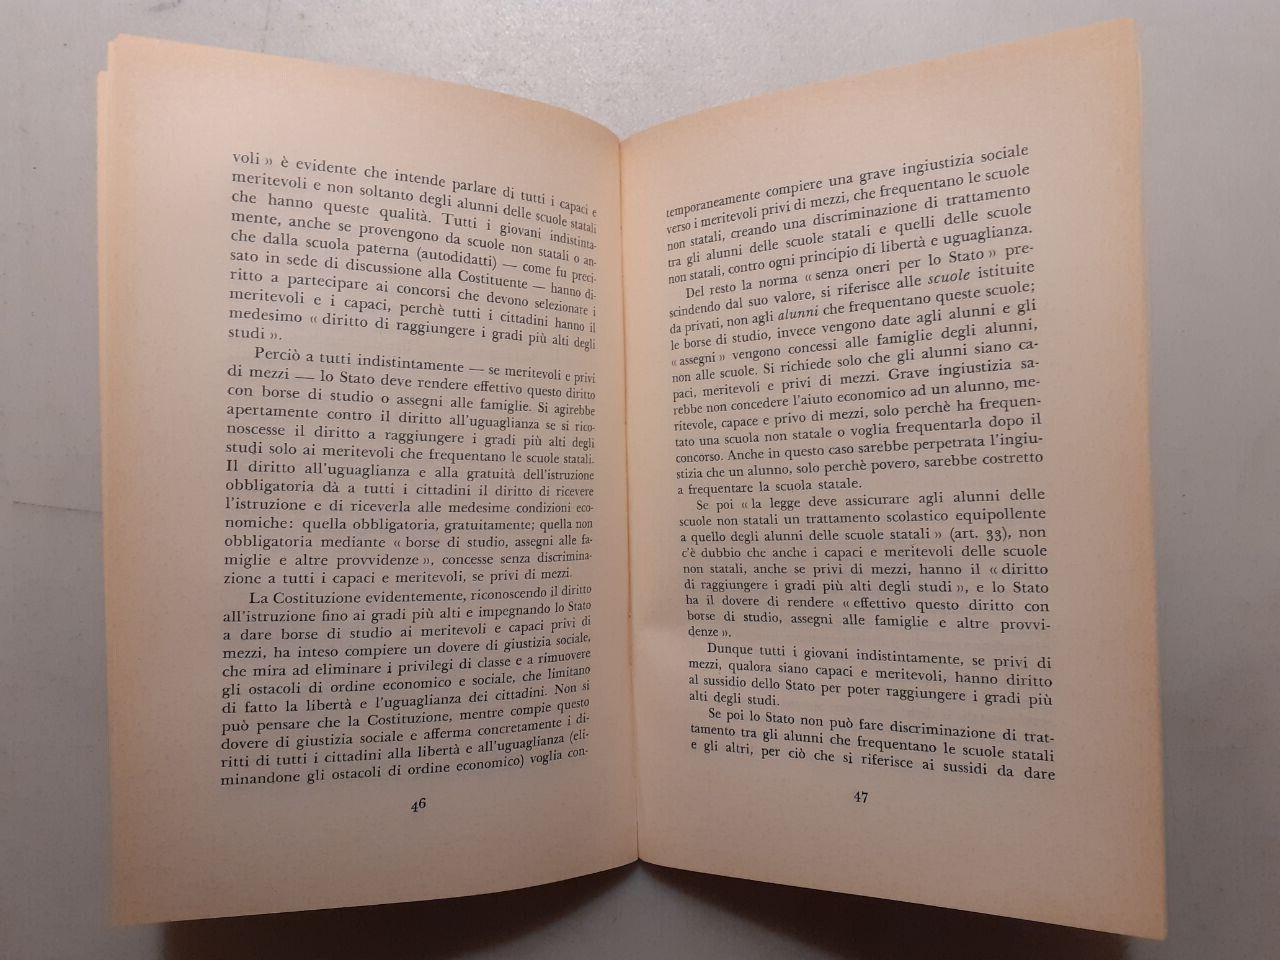 voli » è evidente che intende parlare di tutti i capaci e
meritevoli e non soltanto degli alunni delle scuole statali
che hanno queste qualità. Tutti i giovani indistinta-
mente, anche se provengono da scuole non statali o an-
che dalla scuola paterna (autodidatti) — come fu preci-
sato in sede di discussione alla Costituente — hanno di-
ritto a partecipare ai concorsi che devono selezionare i
meritevoli e i capaci, perchè tutti i cittadini hanno il
medesimo « diritto di raggiungere i gradi più alti degli
studi ».
Perciò a tutti indistintamente — se meritevoli e privi
di mezzi — lo Stato deve rendere effettivo questo diritto
con borse di studio o assegni alle famiglie. Si agirebbe
apertamente contro il diritto all'uguaglianza se si rico-
noscesse il diritto a raggiungere i gradi più alti degli
studi solo ai meritevoli che frequentano le scuole statali.
Il diritto all'uguaglianza e alla gratuità dell'istruzione
obbligatoria dà a tutti i cittadini il diritto di ricevere
l'istruzione e di riceverla alle medesime condizioni eco-
nomiche: quella obbligatoria, gratuitamente; quella non
obbligatoria mediante « borse di studio, assegni alle fa-
miglie e altre provvidenze », concesse senza discrimina-
zione a tutti i capaci e meritevoli, se privi di mezzi.
La Costituzione evidentemente, riconoscendo il diritto
all'istruzione fino ai gradi più alti e impegnando lo Stato
a dare borse di studio ai meritevoli e capaci privi di
mezzi, ha inteso compiere un dovere di giustizia sociale,
che mira ad eliminare i privilegi di classe e a rimuovere
gli ostacoli di ordine economico e sociale, che limitano
di fatto la libertà e l'uguaglianza dei cittadini. Non si
può pensare che la Costituzione, mentre compie questo
dovere di giustizia sociale e afferma concretamente i di-
ritti di tutti i cittadini alla libertà e all'uguaglianza (eli-
minandone gli ostacoli di ordine economico) voglia con-
46
temporaneamente compiere una grave ingiustizia sociale
verso i meritevoli privi di mezzi, che frequentano le scuole
non statali, creando una discriminazione di trattamento
tra gli alunni delle scuole statali e quelli delle scuole
non statali, contro ogni principio di libertà e uguaglianza.
Del resto la norma « senza oneri per lo Stato » pre-
scindendo dal suo valore, si riferisce alle scuole istituite
da privati, non agli alunni che frequentano queste scuole;
le borse di studio, invece vengono date agli alunni e gli
« assegni » vengono concessi alle famiglie degli alunni,
non alle scuole. Si richiede solo che gli alunni siano ca-
paci, meritevoli e privi di mezzi. Grave ingiustizia sa-
rebbe non concedere l'aiuto economico ad un alunno, me-
ritevole, capace e privo di mezzi, solo perchè ha frequen-
tato una scuola non statale o voglia frequentarla dopo il
concorso. Anche in questo caso sarebbe perpetrata l'ingiu-
stizia che un alunno, solo perchè povero, sarebbe costretto
a frequentare la scuola statale.
Se poi « la legge deve assicurare agli alunni delle
scuole non statali un trattamento scolastico equipollente
a quello degli alunni delle scuole statali » (art. 33), non
c'è dubbio che anche i capaci e meritevoli delle scuole
non statali, anche se privi di mezzi, hanno il « diritto
di raggiungere i gradi più alti degli studi », e lo Stato
ha il dovere di rendere « effettivo questo diritto con
borse di studio, assegni alle famiglie e altre provvi-
denze ».
Dunque tutti i giovani indistintamente, se privi di
mezzi, qualora siano capaci e meritevoli, hanno diritto
al sussidio dello Stato per poter raggiungere i gradi più
alti degli studi.
Se poi lo Stato non può fare discriminazione di trat-
tamento tra gli alunni che frequentano le scuole statali
e gli altri, per ciò che si riferisce ai sussidi da dare
47